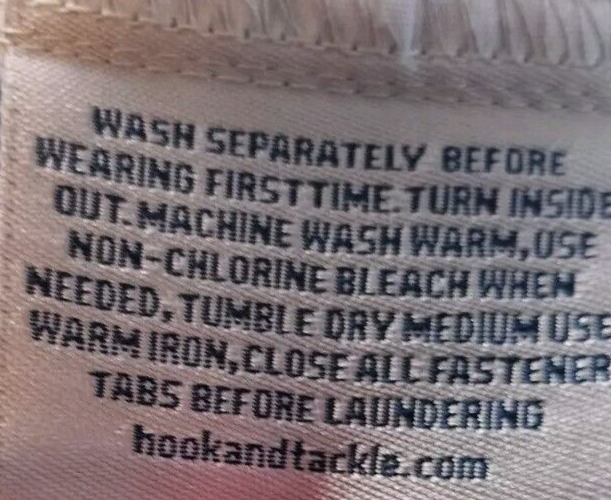 WASH SEPARATELY BEFORE
WEARING FIRST TIME. TURN INSIDE
OUT. MACHINE WASH WARM, USE
NON-CHLORINE BLEACH WHEN
NEEDED, TUMBLE DRY MEDIUM USE
WARM IRON, CLOSE ALL FASTENER
TABS BEFORE LAUNDERING
hookandtackle.com